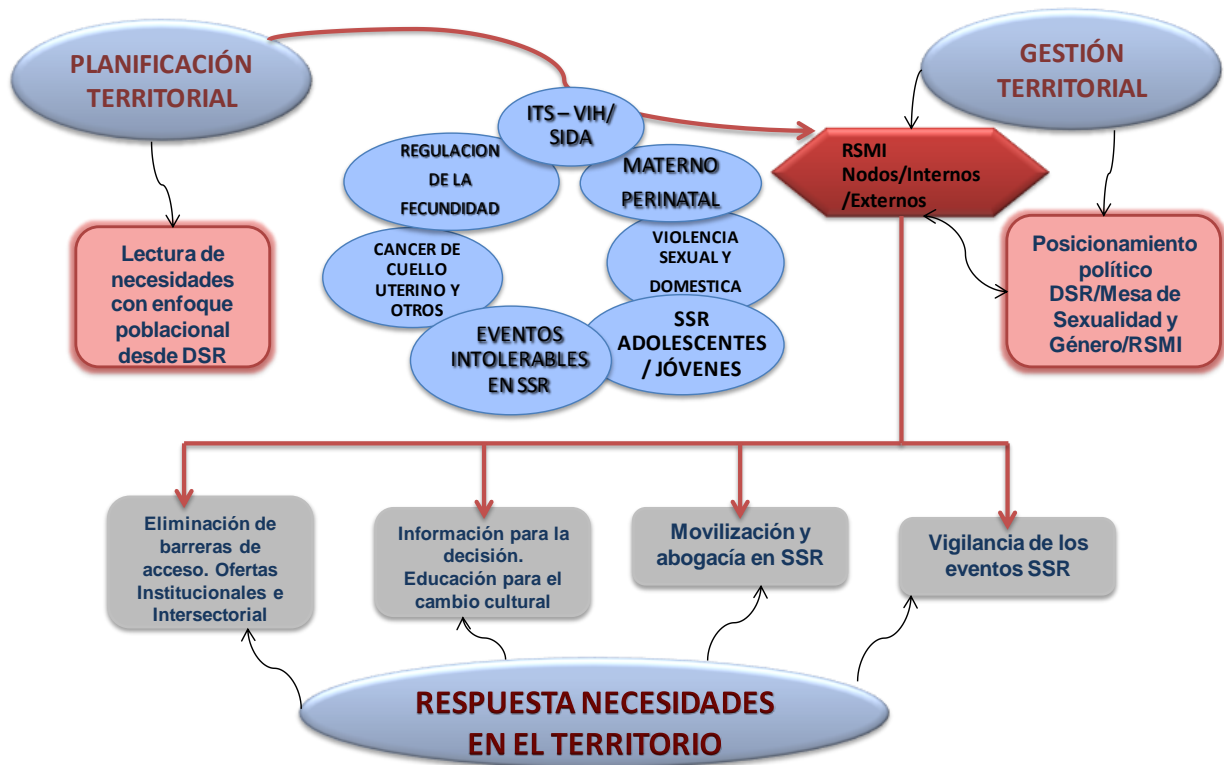 PLANIFICACIÓN
TERRITORIAL
GESTIÓN
TERRITORIAL
ITS – VIH/
SIDA
REGULACION
DE LA
FECUNDIDAD
MATERNO
PERINATAL
RSMI
Nodos/Internos
/Externos
CANCER DE
CUELLO
UTERINO Y
OTROS
VIOLENCIA
SEXUAL Y
DOMESTICA
EVENTOS
INTOLERABLES
EN SSR
SSR
ADOLESCENTES
/ JÓVENES
Lectura de
necesidades
con enfoque
poblacional
desde DSR
Posicionamiento
político
DSR/Mesa de
Sexualidad y
Género/RSMI
Eliminación de
barreras de
acceso. Ofertas
Institucionales e
Intersectorial
Información para la
decisión.
Educación para el
cambio cultural
Movilización y
abogacía en SSR
Vigilancia de los
eventos SSR
RESPUESTA NECESIDADES
EN EL TERRITORIO